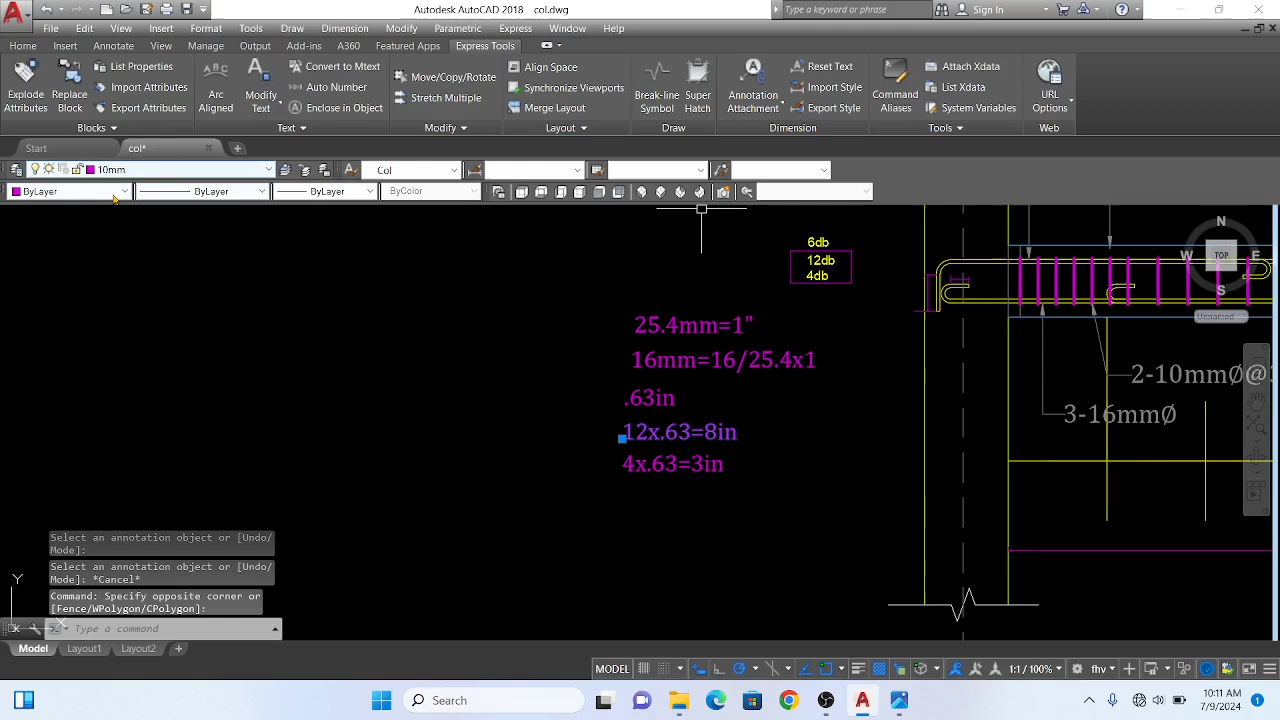 Autodesk AutoCAD 2018 col.dwg
Type a keyword or phrase
Sign In
File Edit View Insert Format Tools Draw Dimension Modify Parametric Express Window Help
Home Insert Annotate View Manage Output Add-ins A360 Featured Apps Express Tools
Explode Attributes
Replace Block
List Properties
Import Attributes
Export Attributes
Arc Aligned
Modify Text
Convert to Mtext
Auto Number
Enclose in Object
Move/Copy/Rotate
Stretch Multiple
Align Space
Synchronize Viewports
Merge Layout
Break-line Symbol
Super Hatch
Annotation Attachment
Reset Text
Import Style
Export Style
Command Aliases
Attach Xdata
List Xdata
System Variables
URL Options
Blocks Text Modify Layout Draw Dimension Tools Web
Start col*
10mm Col
ByLayer ByLayer ByLayer ByColor
6db
12db
4db
25.4mm=1"
16mm=16/25.4x1
.63in
12x.63=8in
4x.63=3in
N
W TOP E
S
Unnamed
2-10mmØ@
3-16mmØ
Select an annotation object or [Undo/
Mode]:
Select an annotation object or [Undo/
Mode]: *Cancel*
Command: Specify opposite corner or
[Fence/WPolygon/CPolygon]:
Y
X
Type a command
Model Layout1 Layout2
MODEL 1:1 / 100% fhv
Search
10:11 AM
7/9/2024